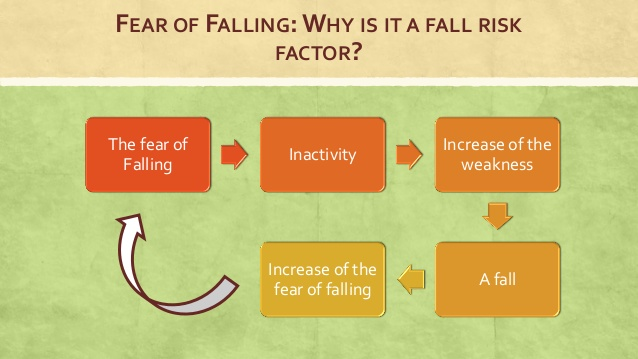 FEAR OF FALLING: WHY IS IT A FALL RISK
FACTOR?
The fear of
Falling
Inactivity
Increase of the
weakness
A fall
Increase of the
fear of falling